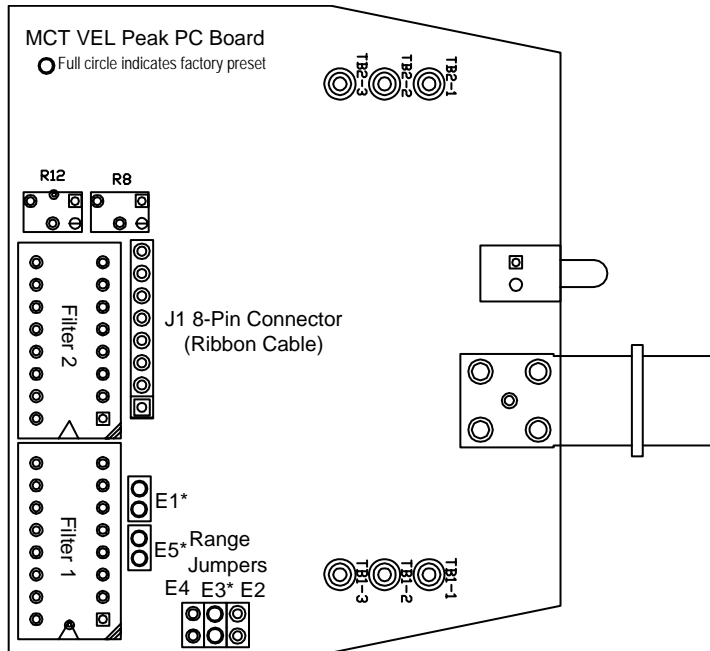 MCT VEL Peak PC Board
Full circle indicates factory preset
TB2-3
TB2-2
TB2-1
R12
R8
Filter 2
J1 8-Pin Connector
(Ribbon Cable)
Filter 1
E1*
E5*
Range
Jumpers
E4
E3*
E2
TB1-3
TB1-2
TB1-1